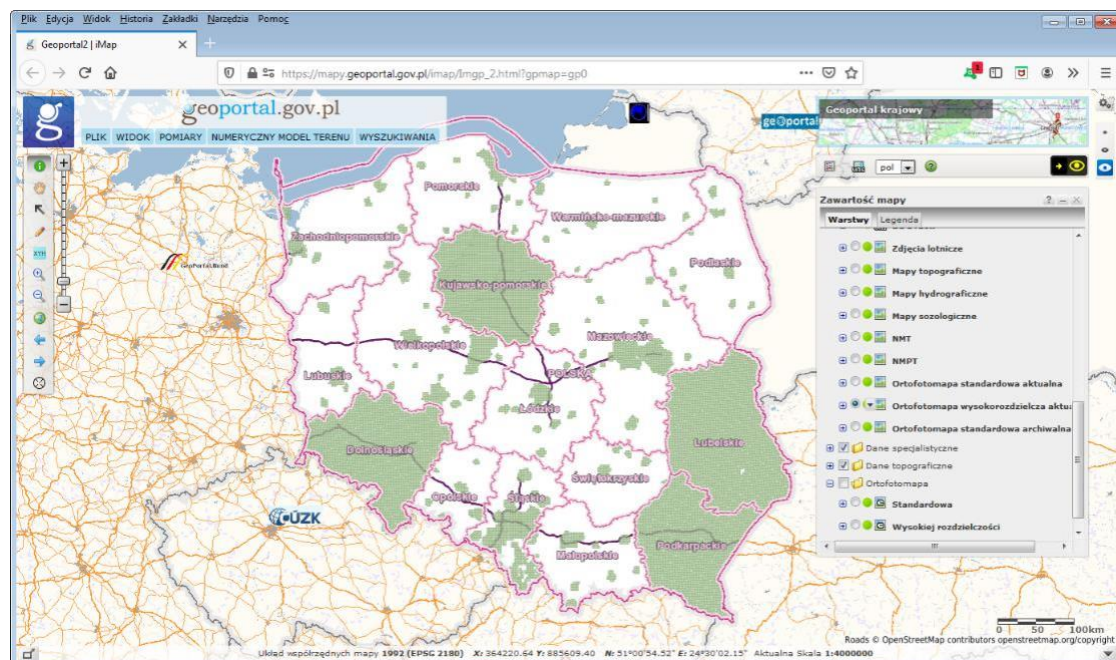 Plik Edycja Widok Historia Zakładki Narzędzia Pomoc
Geoportal2 | iMap
https://mapy.geoportal.gov.pl/imap/Imgp_2.html?gpmap=gp0
geoportal.gov.pl
PLIK WIDOK POMIARY NUMERYCZNY MODEL TERENU WYSZUKIWANIA
geoportal
Geoportal krajowy
pol
Zawartość mapy
Warstwy Legenda
Zdjęcia lotnicze
Mapy topograficzne
Mapy hydrograficzne
Mapy sozologiczne
NMT
NMPT
Ortofotomapa standardowa aktualna
Ortofotomapa wysokorozdzielcza aktu
Ortofotomapa standardowa archiwalna
Dane specjalistyczne
Dane topograficzne
Ortofotomapa
Standardowa
Wysokiej rozdzielczości
XYH
Pomorskie
Warmińsko-mazurskie
Zachodniopomorskie
Podlaskie
GeoPortal.Bund
Kujawsko-pomorskie
Mazowieckie
Wielkopolskie
POLSKA
Lubuskie
Łódzkie
Dolnośląskie
Lubelskie
Świętokrzyskie
Opolskie
Śląskie
ČÚZK
Małopolskie
Podkarpackie
0 50 100km
Roads © OpenStreetMap contributors openstreetmap.org/copyright
Układ współrzędnych mapy 1992 (EPSG 2180) X: 364220.64 Y: 885609.40 N: 51°00'54.52" E: 24°30'02.15" Aktualna Skala 1:4000000